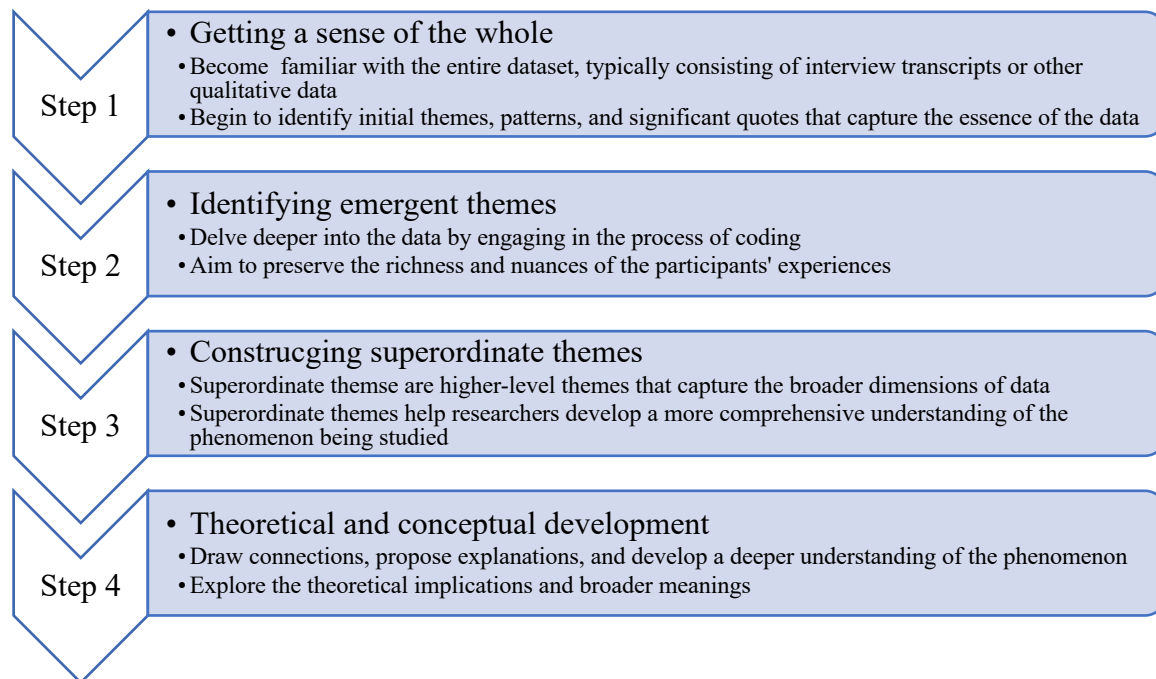 Step 1
• Getting a sense of the whole
• Become familiar with the entire dataset, typically consisting of interview transcripts or other
qualitative data
• Begin to identify initial themes, patterns, and significant quotes that capture the essence of the data
Step 2
• Identifying emergent themes
• Delve deeper into the data by engaging in the process of coding
• Aim to preserve the richness and nuances of the participants' experiences
Step 3
• Construcging superordinate themes
• Superordinate themse are higher-level themes that capture the broader dimensions of data
• Superordinate themes help researchers develop a more comprehensive understanding of the
phenomenon being studied
Step 4
• Theoretical and conceptual development
• Draw connections, propose explanations, and develop a deeper understanding of the phenomenon
• Explore the theoretical implications and broader meanings